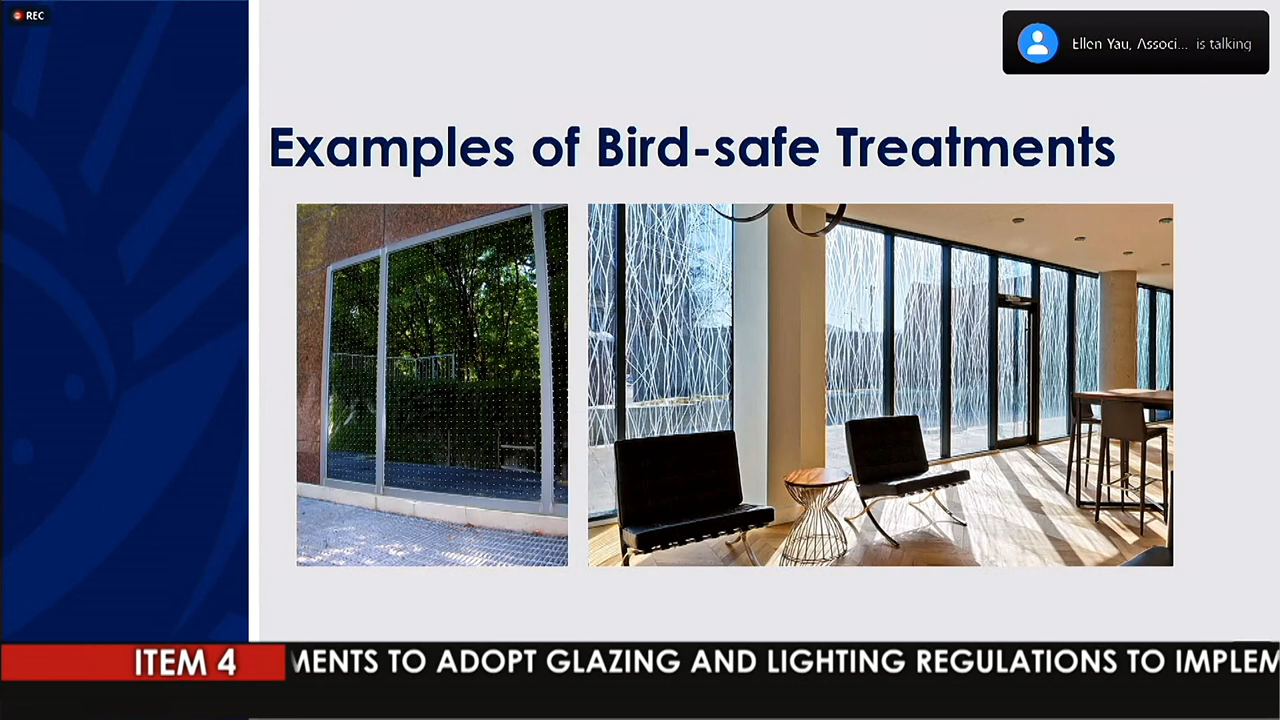 REC
Ellen Yau, Associ... is talking
Examples of Bird-safe Treatments
ITEM 4
MENTS TO ADOPT GLAZING AND LIGHTING REGULATIONS TO IMPLEM